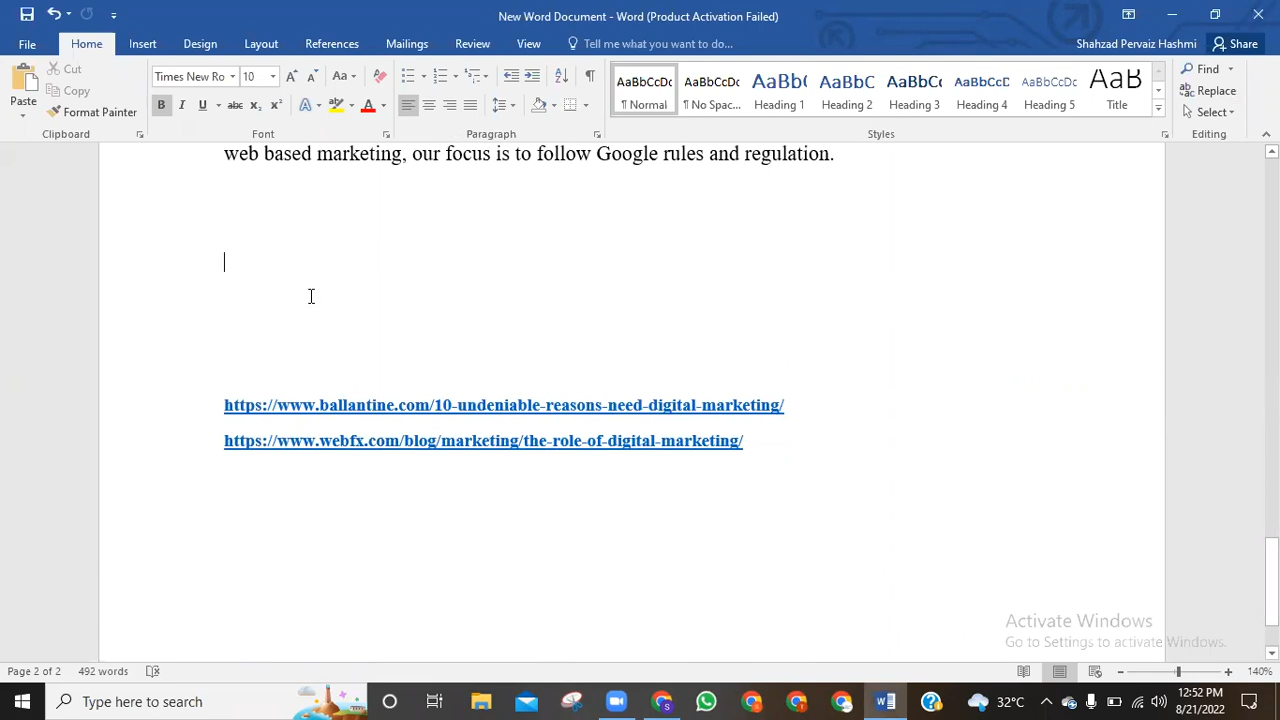 New Word Document - Word (Product Activation Failed)
File Home Insert Design Layout References Mailings Review View Tell me what you want to do... Shahzad Pervaiz Hashmi Share
Paste Cut Copy Format Painter
Times New Ro 10 Aa
AaBbCcDc AaBbCcDc AaBbC AaBbC AaBbCcD AaBbCcD AaBbCcDc AaB
¶ Normal ¶ No Spac... Heading 1 Heading 2 Heading 3 Heading 4 Heading 5 Title
Find Replace Select
Clipboard Font Paragraph Styles Editing
web based marketing, our focus is to follow Google rules and regulation.
https://www.ballantine.com/10-undeniable-reasons-need-digital-marketing/
https://www.webfx.com/blog/marketing/the-role-of-digital-marketing/
Activate Windows
Go to Settings to activate Windows.
Page 2 of 2 492 words 140%
Type here to search 32°C 12:52 PM
8/21/2022